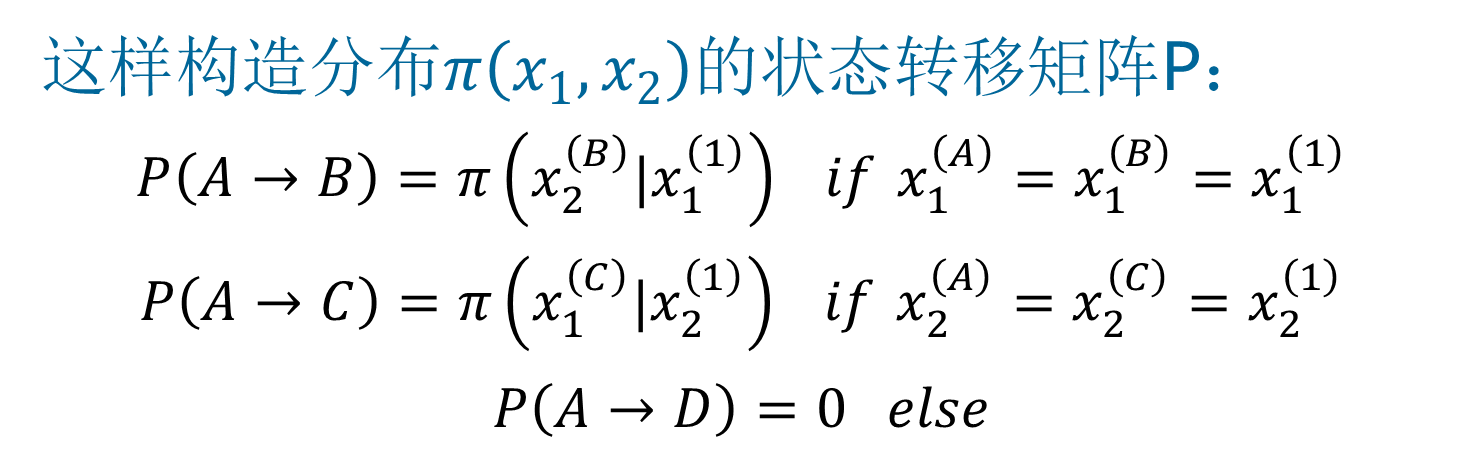 这样构造分布π(x₁, x₂)的状态转移矩阵P：
P(A → B) = π(x₂^(B)|x₁^(1)) if x₁^(A) = x₁^(B) = x₁^(1)
P(A → C) = π(x₁^(C)|x₂^(1)) if x₂^(A) = x₂^(C) = x₂^(1)
P(A → D) = 0 else